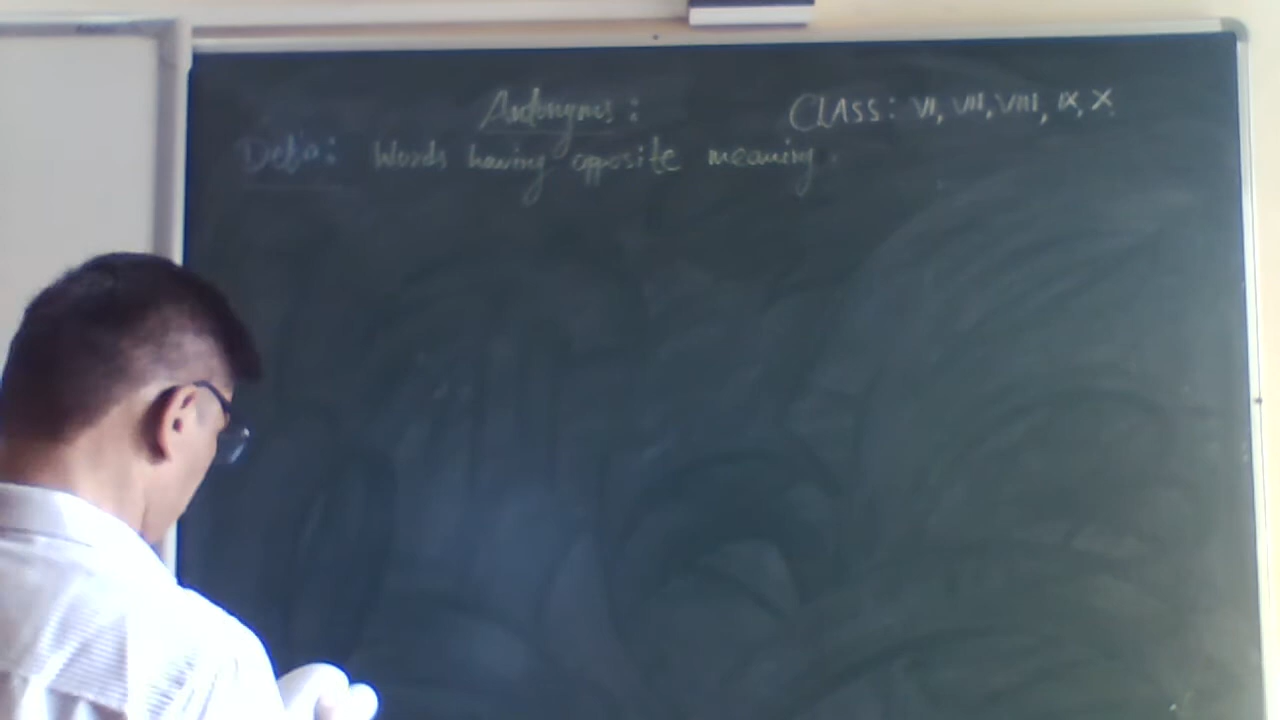 Antonyms: CLASS: VI, VII, VIII, IX, X.
Defn: Words having opposite meaning.